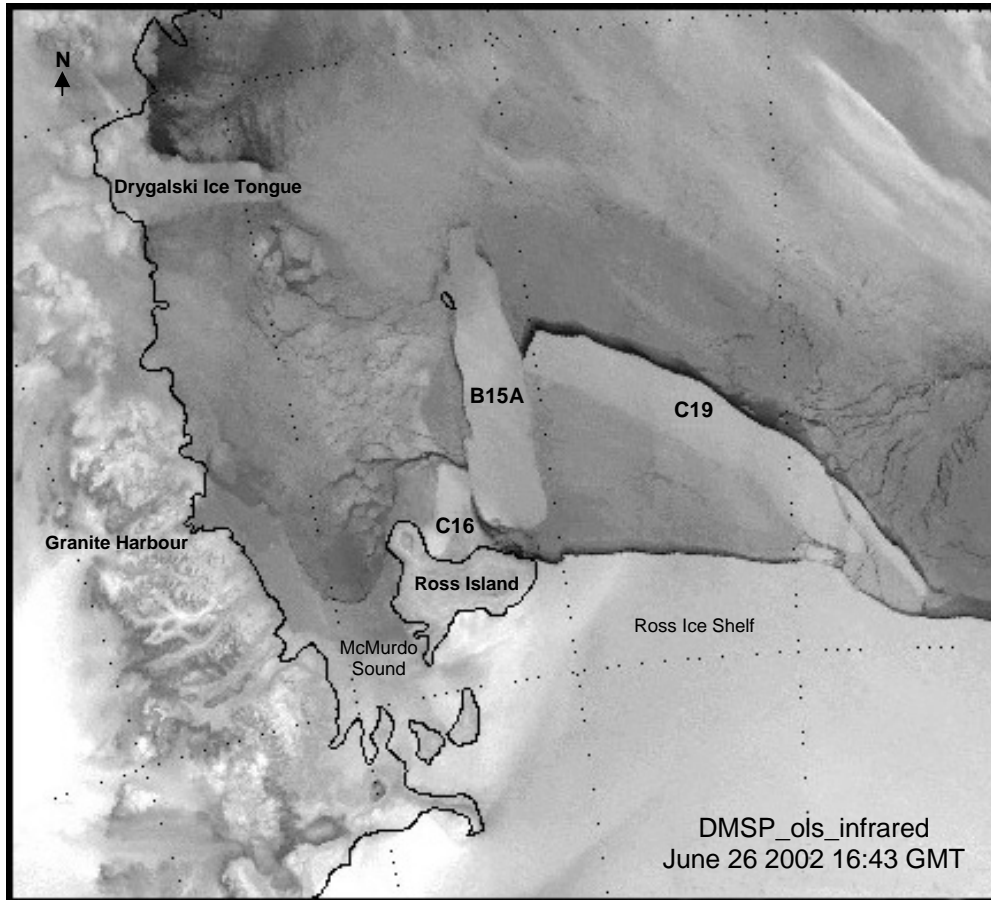 N
Drygalski Ice Tongue
B15A
C19
C16
Granite Harbour
Ross Island
Ross Ice Shelf
McMurdo
Sound
DMSP_ols_infrared
June 26 2002 16:43 GMT